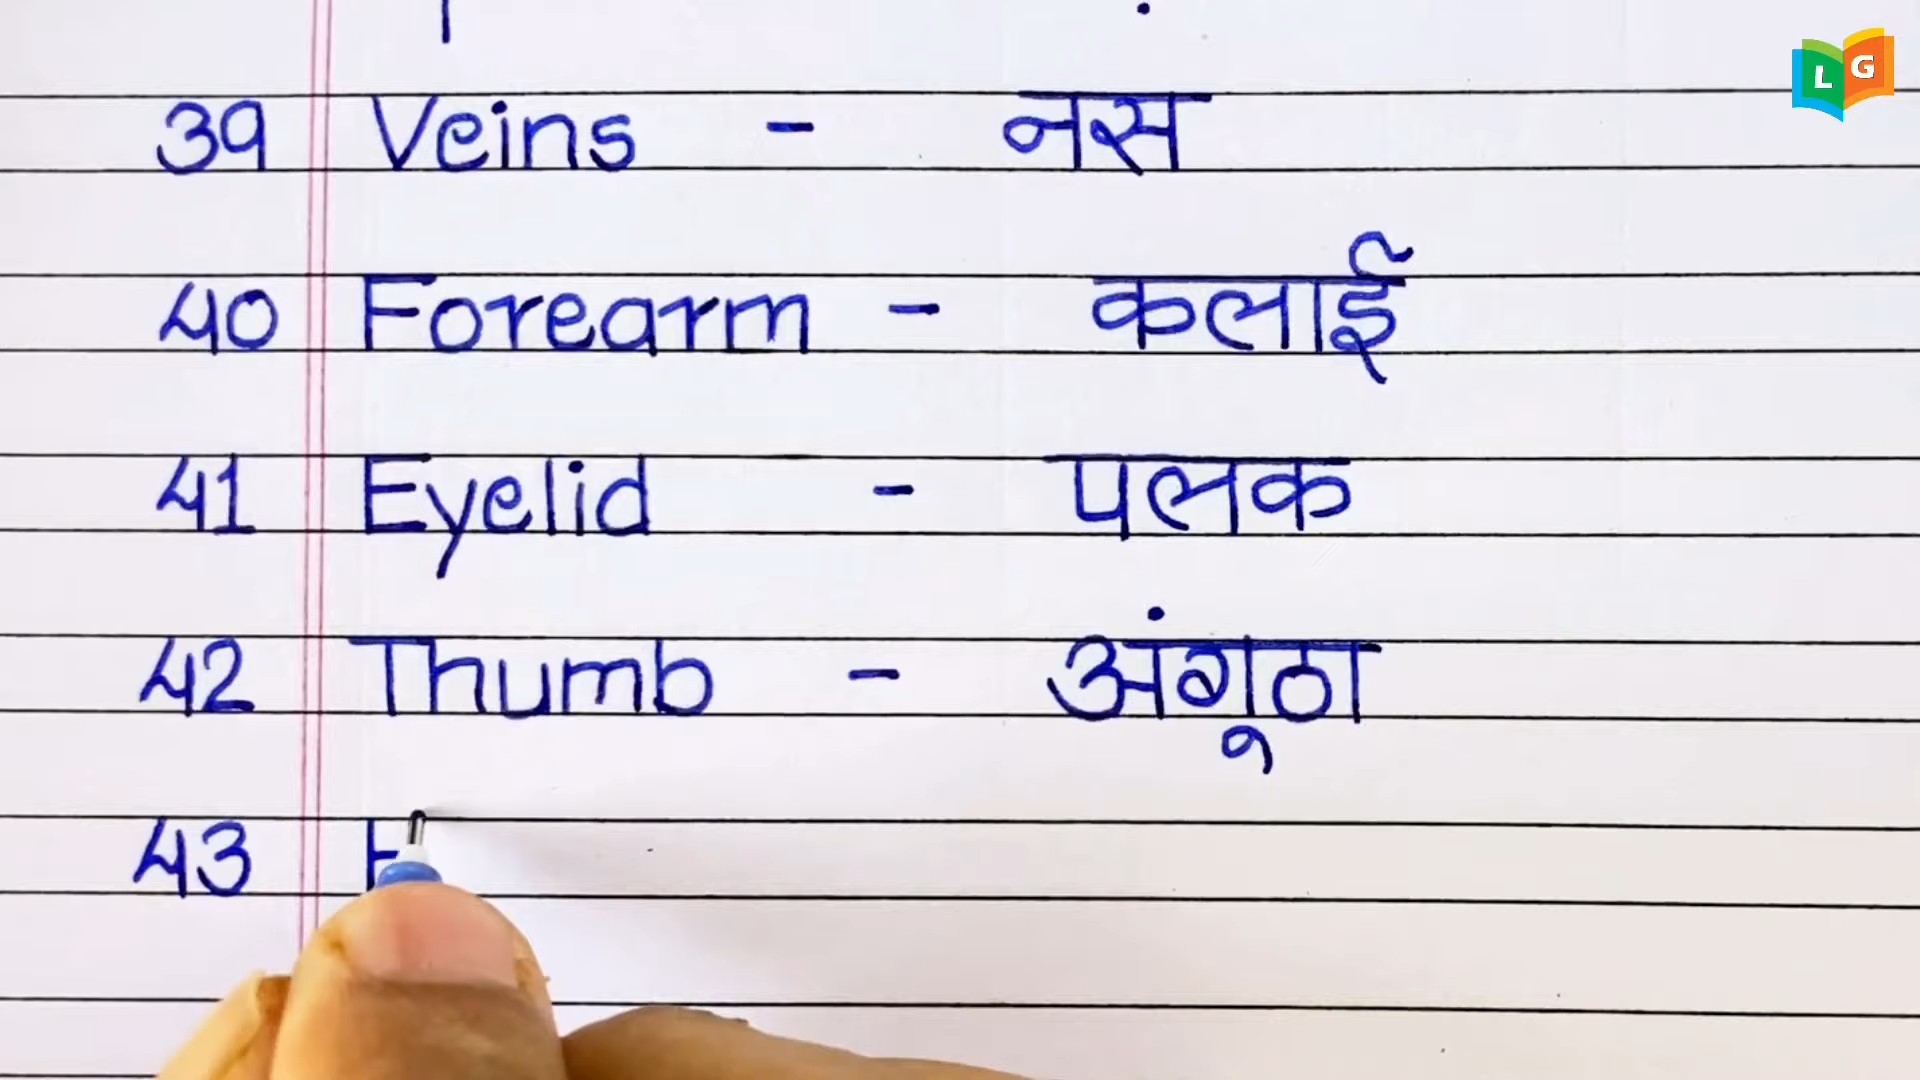 LG
39 Veins - नस
40 Forearm - कलाई
41 Eyelid - पलक
42 Thumb - अंगूठा
43